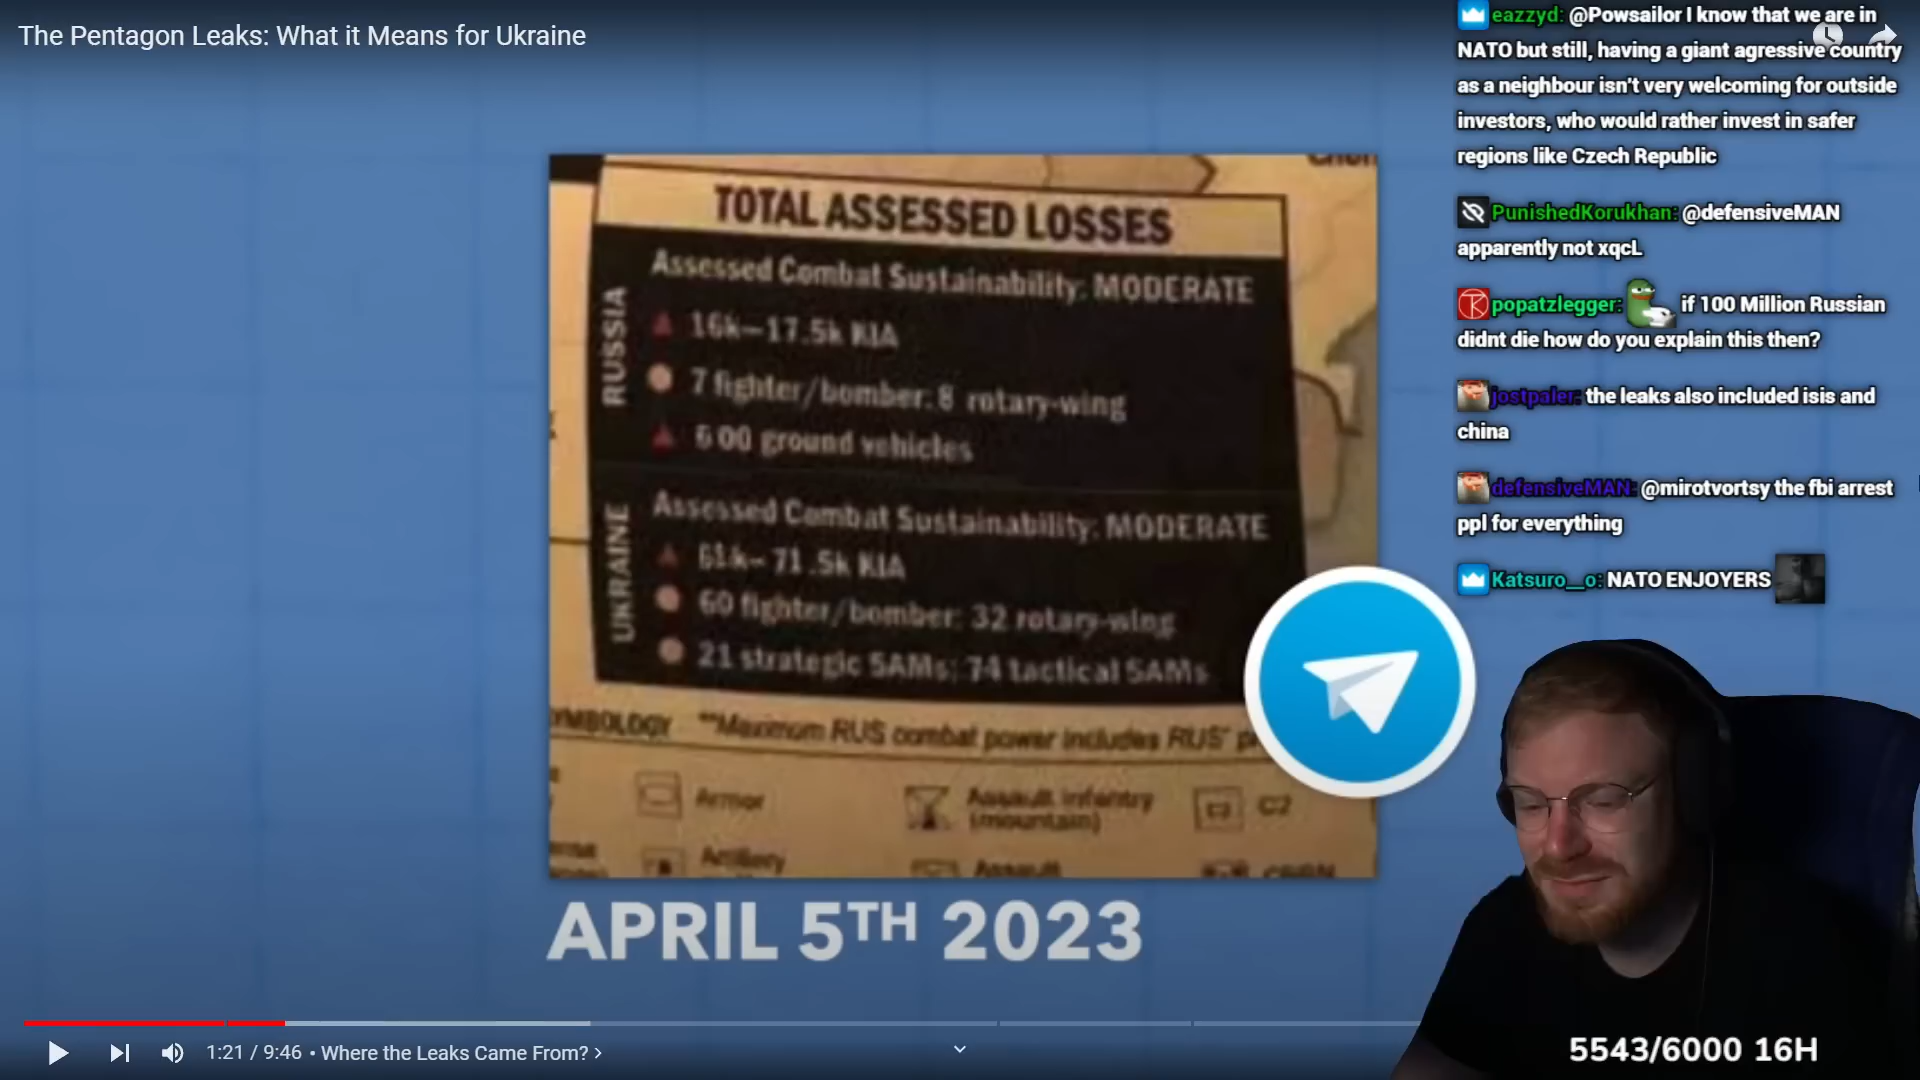 The Pentagon Leaks: What it Means for Ukraine
TOTAL ASSESSED LOSSES
RUSSIA
Assessed Combat Sustainability: MODERATE
16k–17.5k KIA
7 fighter/bomber: 8 rotary-wing
6 00 ground vehicles
UKRAINE
Assessed Combat Sustainability: MODERATE
61k– 71 .5k KIA
60 fighter/bomber: 32 rotary-wing
21 strategic SAMs; 74 tactical SAMs
SYMBOLOGY **Maximum RUS combat power includes RUS
Armor
Assault infantry
(mountain)
C2
Artillery
Assault
CBRN
APRIL 5TH 2023
1:21 / 9:46 • Where the Leaks Came From? ›
eazzyd: @Powsailor I know that we are in
NATO but still, having a giant agressive country
as a neighbour isn't very welcoming for outside
investors, who would rather invest in safer
regions like Czech Republic
PunishedKorukhan: @defensiveMAN
apparently not xqcL
popatzlegger: if 100 Million Russian
didnt die how do you explain this then?
jostpaler: the leaks also included isis and
china
defensiveMAN: @mirotvortsy the fbi arrest
ppl for everything
Katsuro__o: NATO ENJOYERS
5543/6000 16H